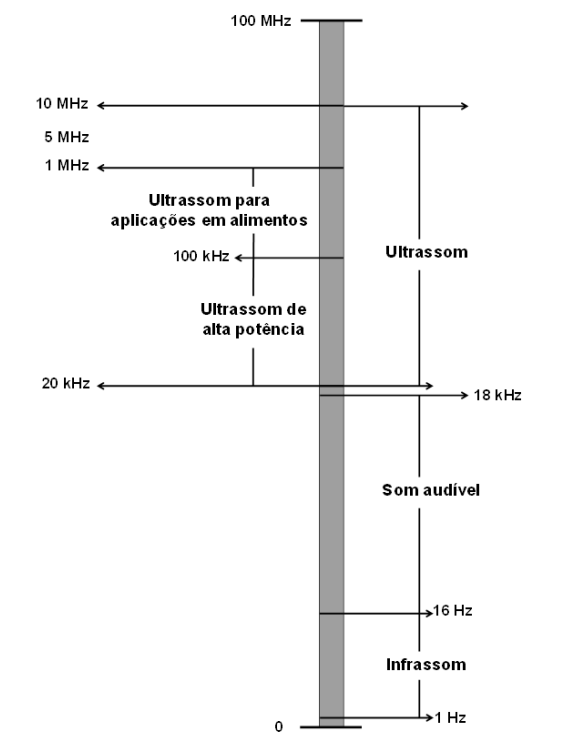 100 MHz
10 MHz
5 MHz
1 MHz
Ultrassom para
aplicações em alimentos
100 kHz
Ultrassom
Ultrassom de
alta potência
20 kHz
18 kHz
Som audível
16 Hz
Infrassom
1 Hz
0